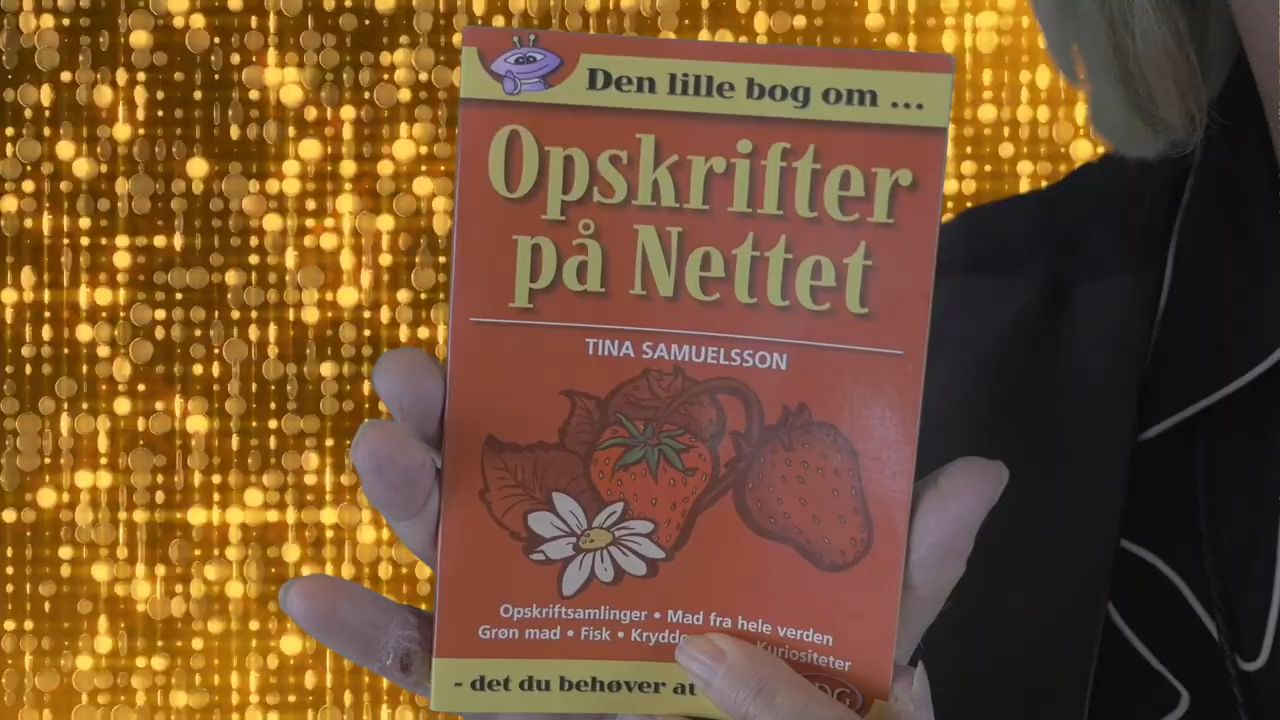 Den lille bog om ...
Opskrifter
på Nettet
TINA SAMUELSSON
Opskriftsamlinger • Mad fra hele verden
Grøn mad • Fisk • Kuriositeter
- det du behøver at